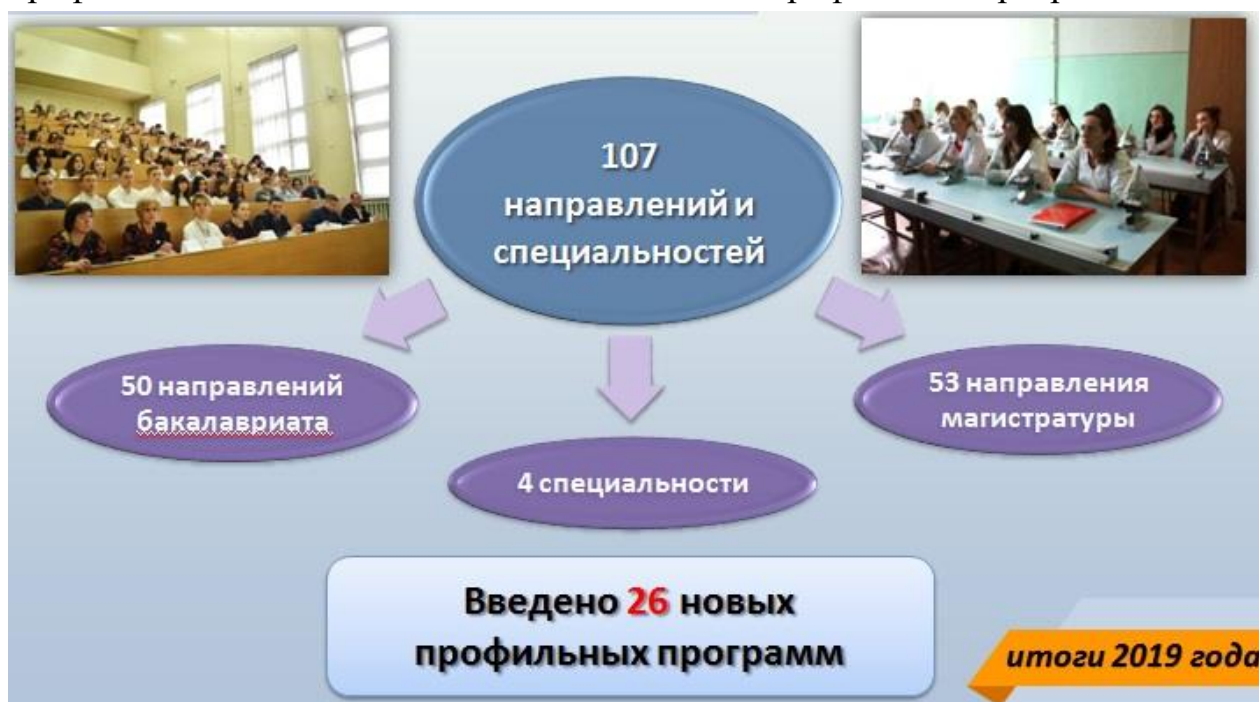 107
направлений и
специальностей
50 направлений
бакалавриата
53 направления
магистратуры
4 специальности
Введено 26 новых
профильных программ
итоги 2019 года